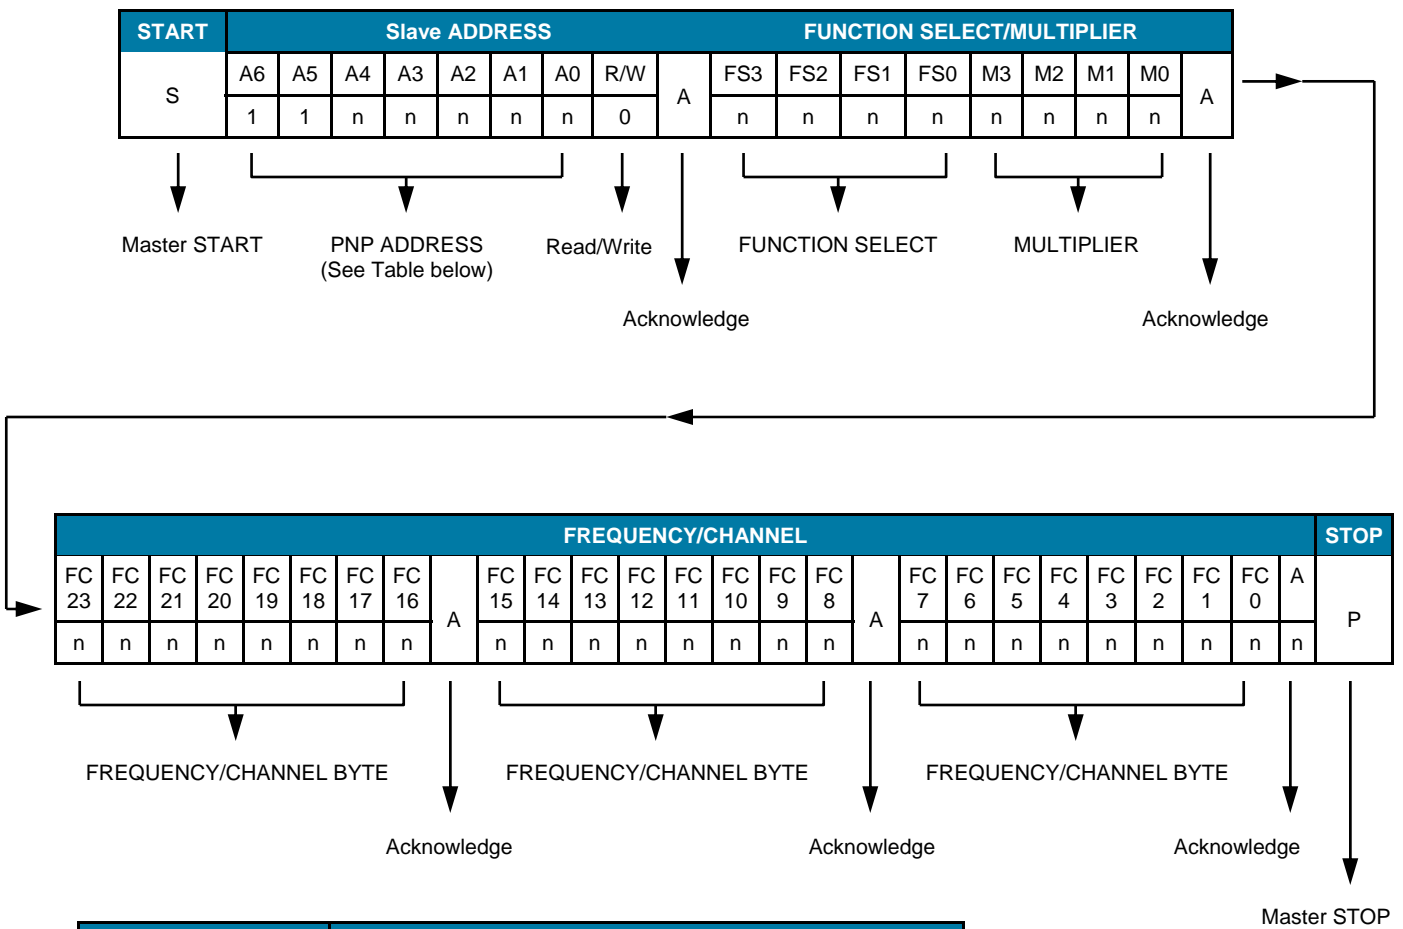 START Slave ADDRESS FUNCTION SELECT/MULTIPLIER
S A6 A5 A4 A3 A2 A1 A0 R/W A FS3 FS2 FS1 FS0 M3 M2 M1 M0 A
1 1 n n n n n 0 n n n n n n n n
Master START PNP ADDRESS Read/Write FUNCTION SELECT MULTIPLIER
(See Table below)
Acknowledge Acknowledge
FREQUENCY/CHANNEL STOP
FC FC FC FC FC FC FC FC A FC FC FC FC FC FC FC FC A FC FC FC FC FC FC FC FC A P
23 22 21 20 19 18 17 16 15 14 13 12 11 10 9 8 7 6 5 4 3 2 1 0
n n n n n n n n n n n n n n n n n n n n n n n n n
FREQUENCY/CHANNEL BYTE FREQUENCY/CHANNEL BYTE FREQUENCY/CHANNEL BYTE
Acknowledge Acknowledge Acknowledge
Master STOP